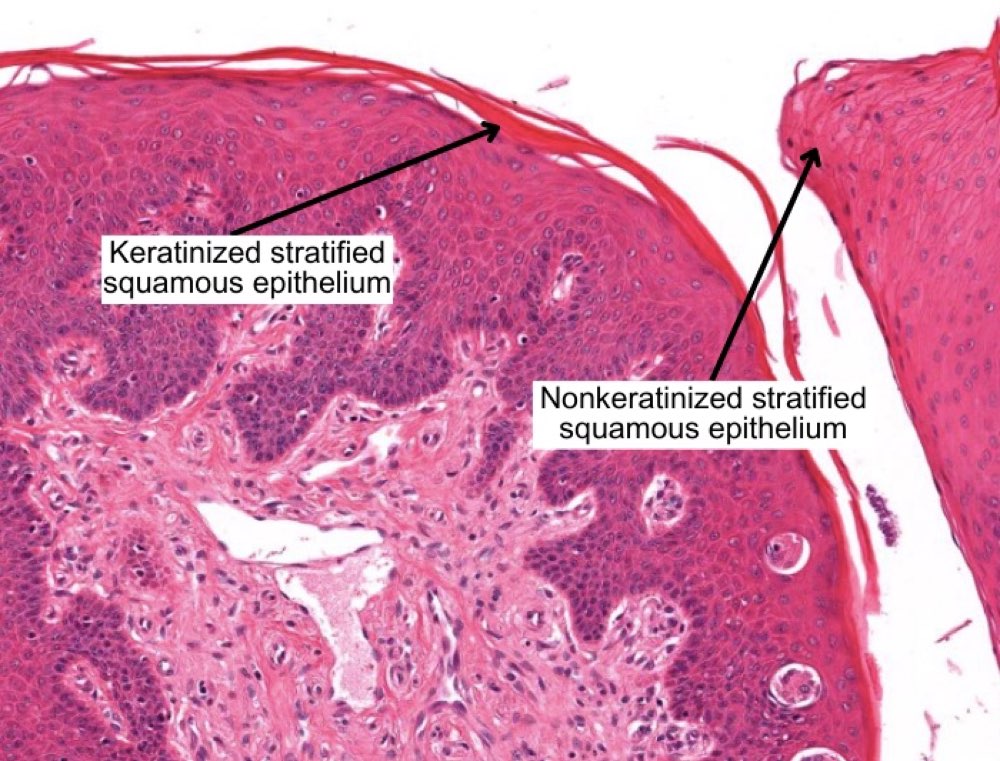 Keratinized stratified
squamous epithelium
Nonkeratinized stratified
squamous epithelium